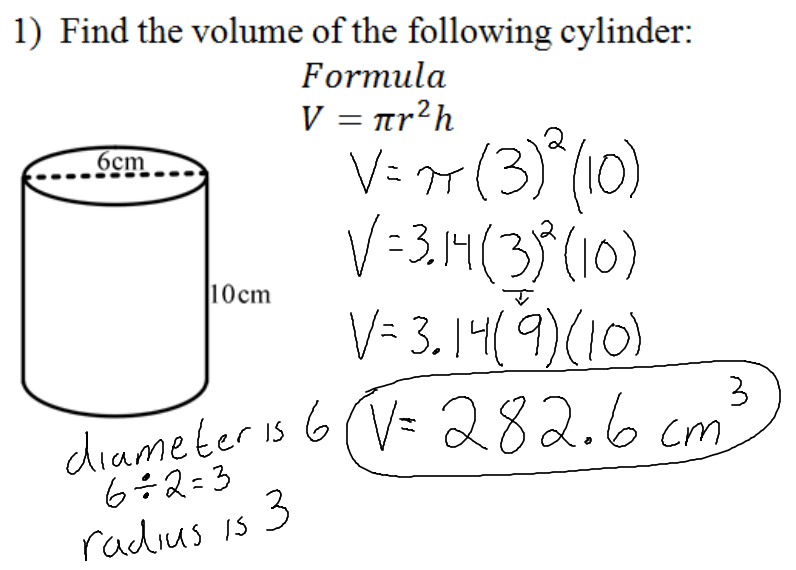 1) Find the volume of the following cylinder:
Formula
V = πr²h
6cm
10cm
V = π(3)²(10)
V = 3.14(3)²(10)
V = 3.14(9)(10)
V = 282.6 cm³
diameter is 6
6÷2=3
radius is 3